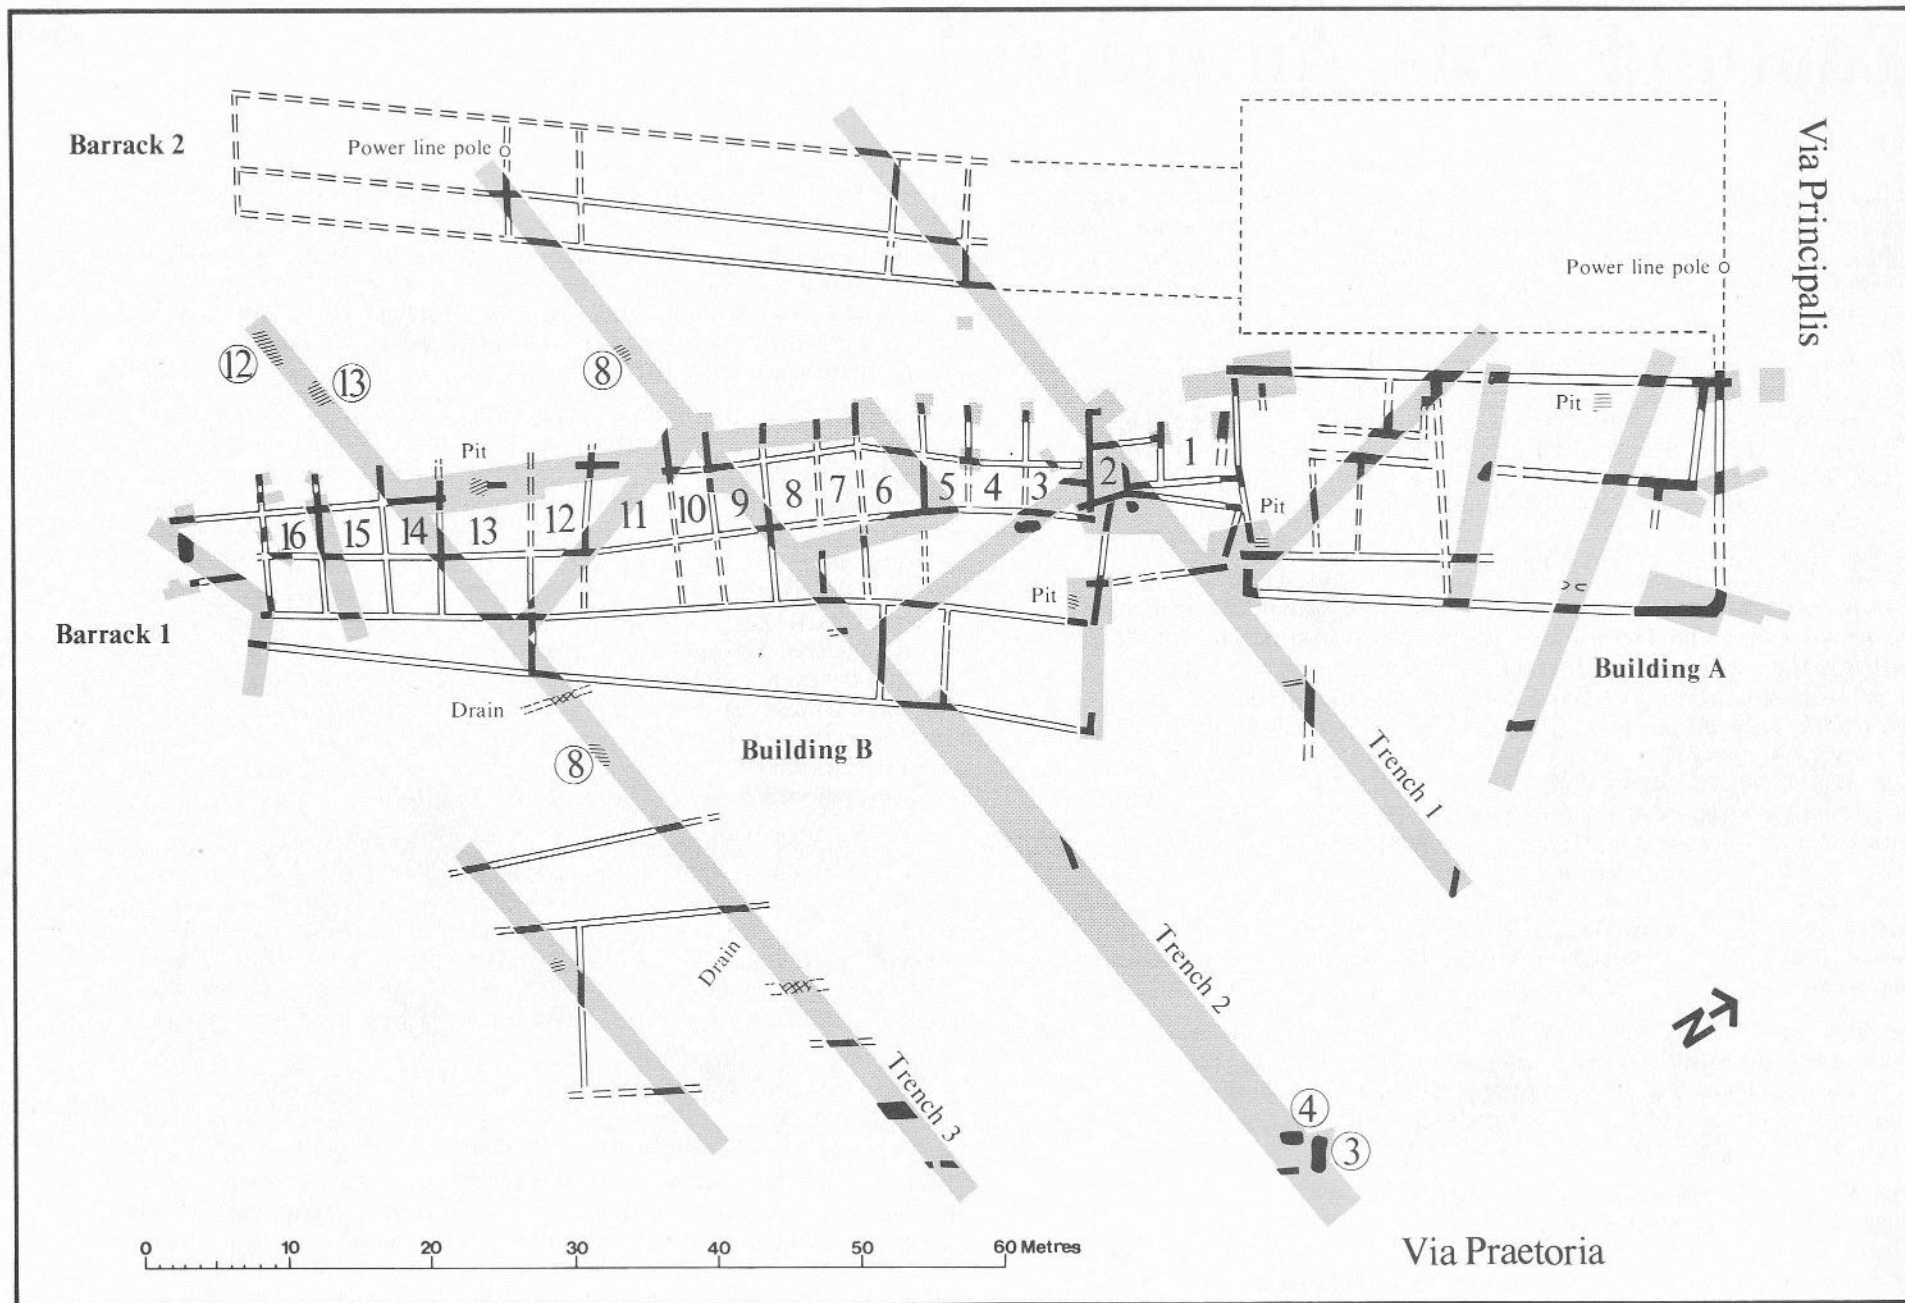 Barrack 2
Power line pole
Via Principalis
Power line pole
12
13
8
Pit
Pit
1
2
3
4
5
6
7
8
9
10
11
12
13
14
15
16
Pit
Pit
Barrack 1
Building A
Drain
Building B
8
Trench 1
Trench 2
Drain
Trench 3
N
4
3
0 10 20 30 40 50 60 Metres
Via Praetoria